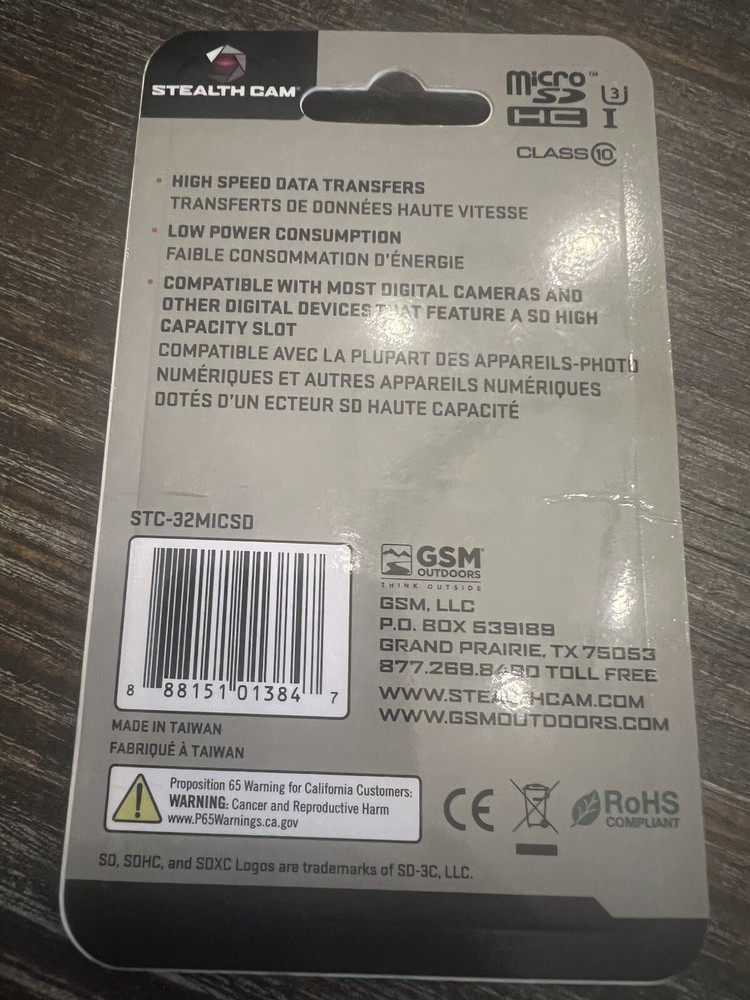 STEALTH CAM
micro™
SD
HC I
3
CLASS 10
• HIGH SPEED DATA TRANSFERS
TRANSFERTS DE DONNÉES HAUTE VITESSE
• LOW POWER CONSUMPTION
FAIBLE CONSOMMATION D'ÉNERGIE
• COMPATIBLE WITH MOST DIGITAL CAMERAS AND
OTHER DIGITAL DEVICES THAT FEATURE A SD HIGH
CAPACITY SLOT
COMPATIBLE AVEC LA PLUPART DES APPAREILS-PHOTO
NUMÉRIQUES ET AUTRES APPAREILS NUMÉRIQUES
DOTÉS D'UN ECTEUR SD HAUTE CAPACITÉ
STC-32MICSD
8 88151 01384 7
MADE IN TAIWAN
FABRIQUÉ À TAIWAN
GSM
OUTDOORS
THINK OUTSIDE
GSM, LLC
P.O. BOX 539189
GRAND PRAIRIE, TX 75053
TOLL FREE
WWW.STEALTHCAM.COM
WWW.GSMOUTDOORS.COM
Proposition 65 Warning for California Customers:
WARNING: Cancer and Reproductive Harm
www.P65Warnings.ca.gov
CE
RoHS
COMPLIANT
SD, SDHC, and SDXC Logos are trademarks of SD-3C, LLC.